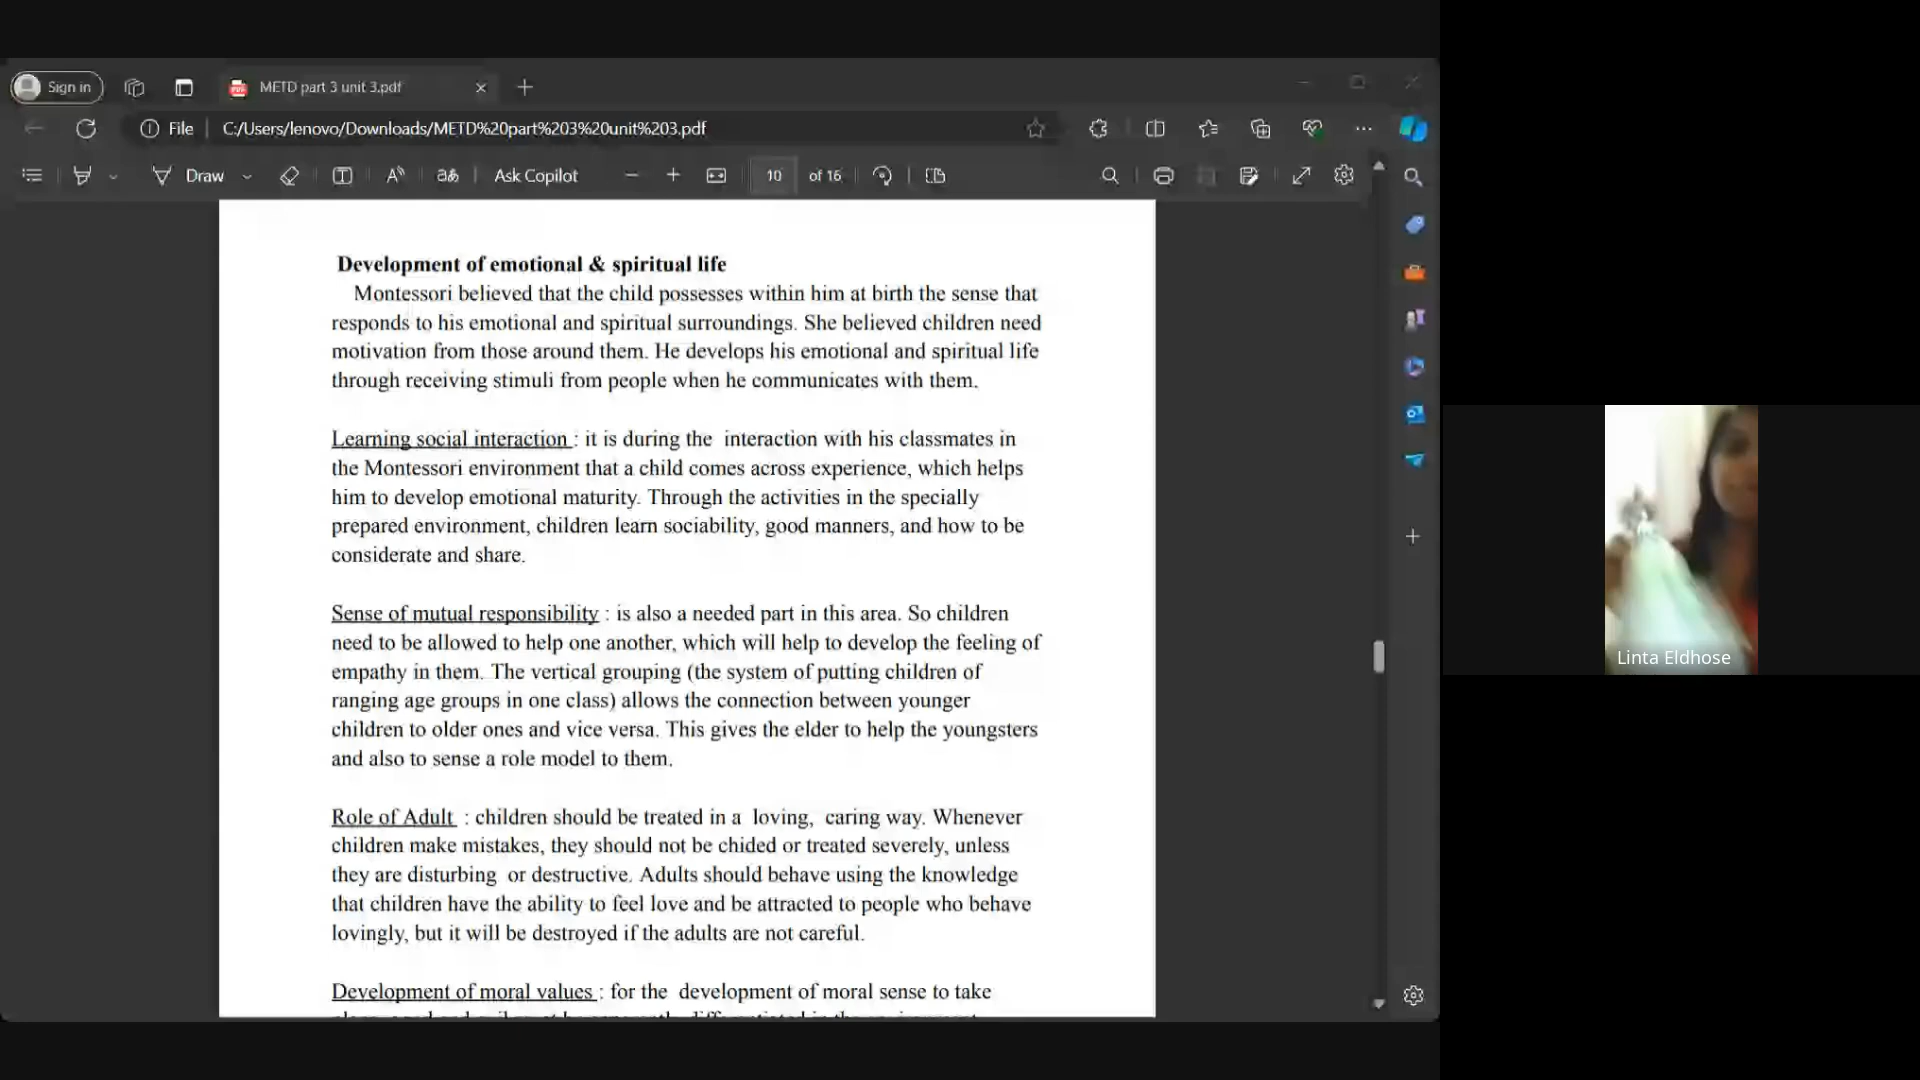 Sign in
METD part 3 unit 3.pdf
File
C:/Users/lenovo/Downloads/METD%20part%203%20unit%203.pdf
Draw
Ask Copilot
10 of 16
Development of emotional & spiritual life
Montessori believed that the child possesses within him at birth the sense that
responds to his emotional and spiritual surroundings. She believed children need
motivation from those around them. He develops his emotional and spiritual life
through receiving stimuli from people when he communicates with them.
Learning social interaction : it is during the interaction with his classmates in
the Montessori environment that a child comes across experience, which helps
him to develop emotional maturity. Through the activities in the specially
prepared environment, children learn sociability, good manners, and how to be
considerate and share.
Sense of mutual responsibility : is also a needed part in this area. So children
need to be allowed to help one another, which will help to develop the feeling of
empathy in them. The vertical grouping (the system of putting children of
ranging age groups in one class) allows the connection between younger
children to older ones and vice versa. This gives the elder to help the youngsters
and also to sense a role model to them.
Role of Adult : children should be treated in a loving, caring way. Whenever
children make mistakes, they should not be chided or treated severely, unless
they are disturbing or destructive. Adults should behave using the knowledge
that children have the ability to feel love and be attracted to people who behave
lovingly, but it will be destroyed if the adults are not careful.
Development of moral values : for the development of moral sense to take
Linta Eldhose